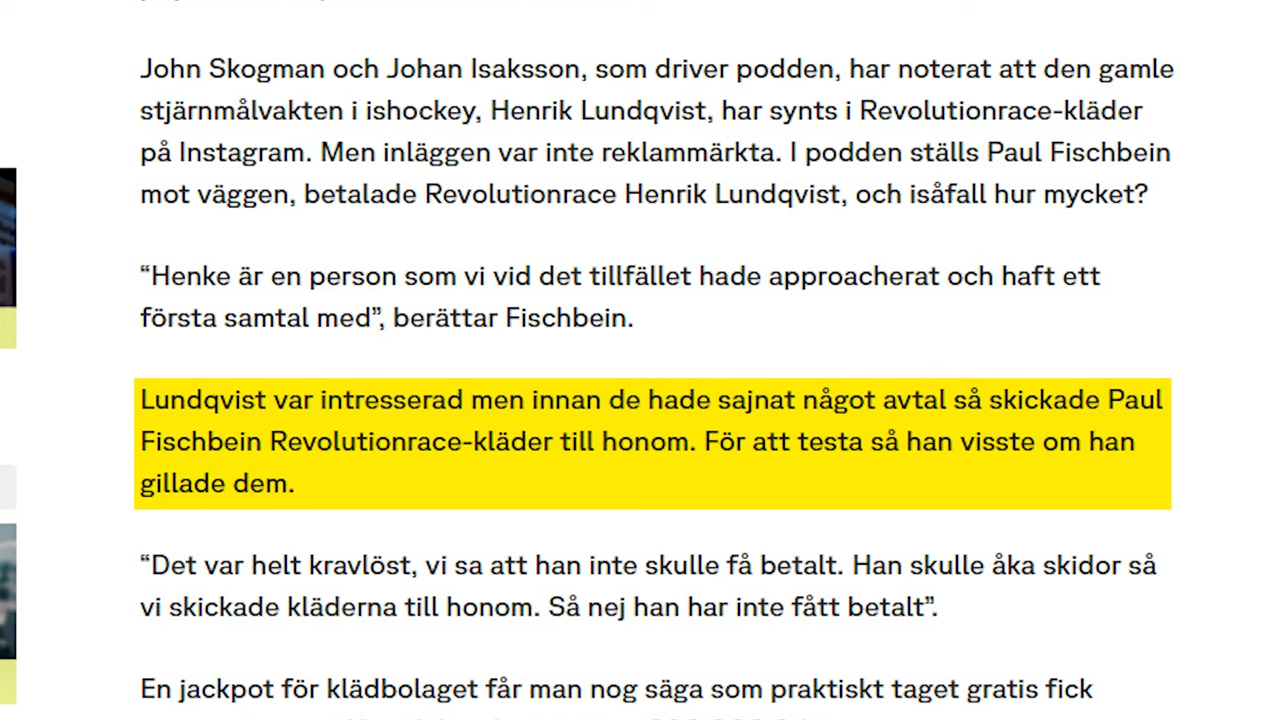 John Skogman och Johan Isaksson, som driver podden, har noterat att den gamle
stjärnmålvakten i ishockey, Henrik Lundqvist, har synts i Revolutionrace-kläder
på Instagram. Men inläggen var inte reklammärkta. I podden ställs Paul Fischbein
mot väggen, betalade Revolutionrace Henrik Lundqvist, och isåfall hur mycket?
“Henke är en person som vi vid det tillfället hade approacherat och haft ett
första samtal med”, berättar Fischbein.
Lundqvist var intresserad men innan de hade sajnat något avtal så skickade Paul
Fischbein Revolutionrace-kläder till honom. För att testa så han visste om han
gillade dem.
“Det var helt kravlöst, vi sa att han inte skulle få betalt. Han skulle åka skidor så
vi skickade kläderna till honom. Så nej han har inte fått betalt”.
En jackpot för klädbolaget får man nog säga som praktiskt taget gratis fick